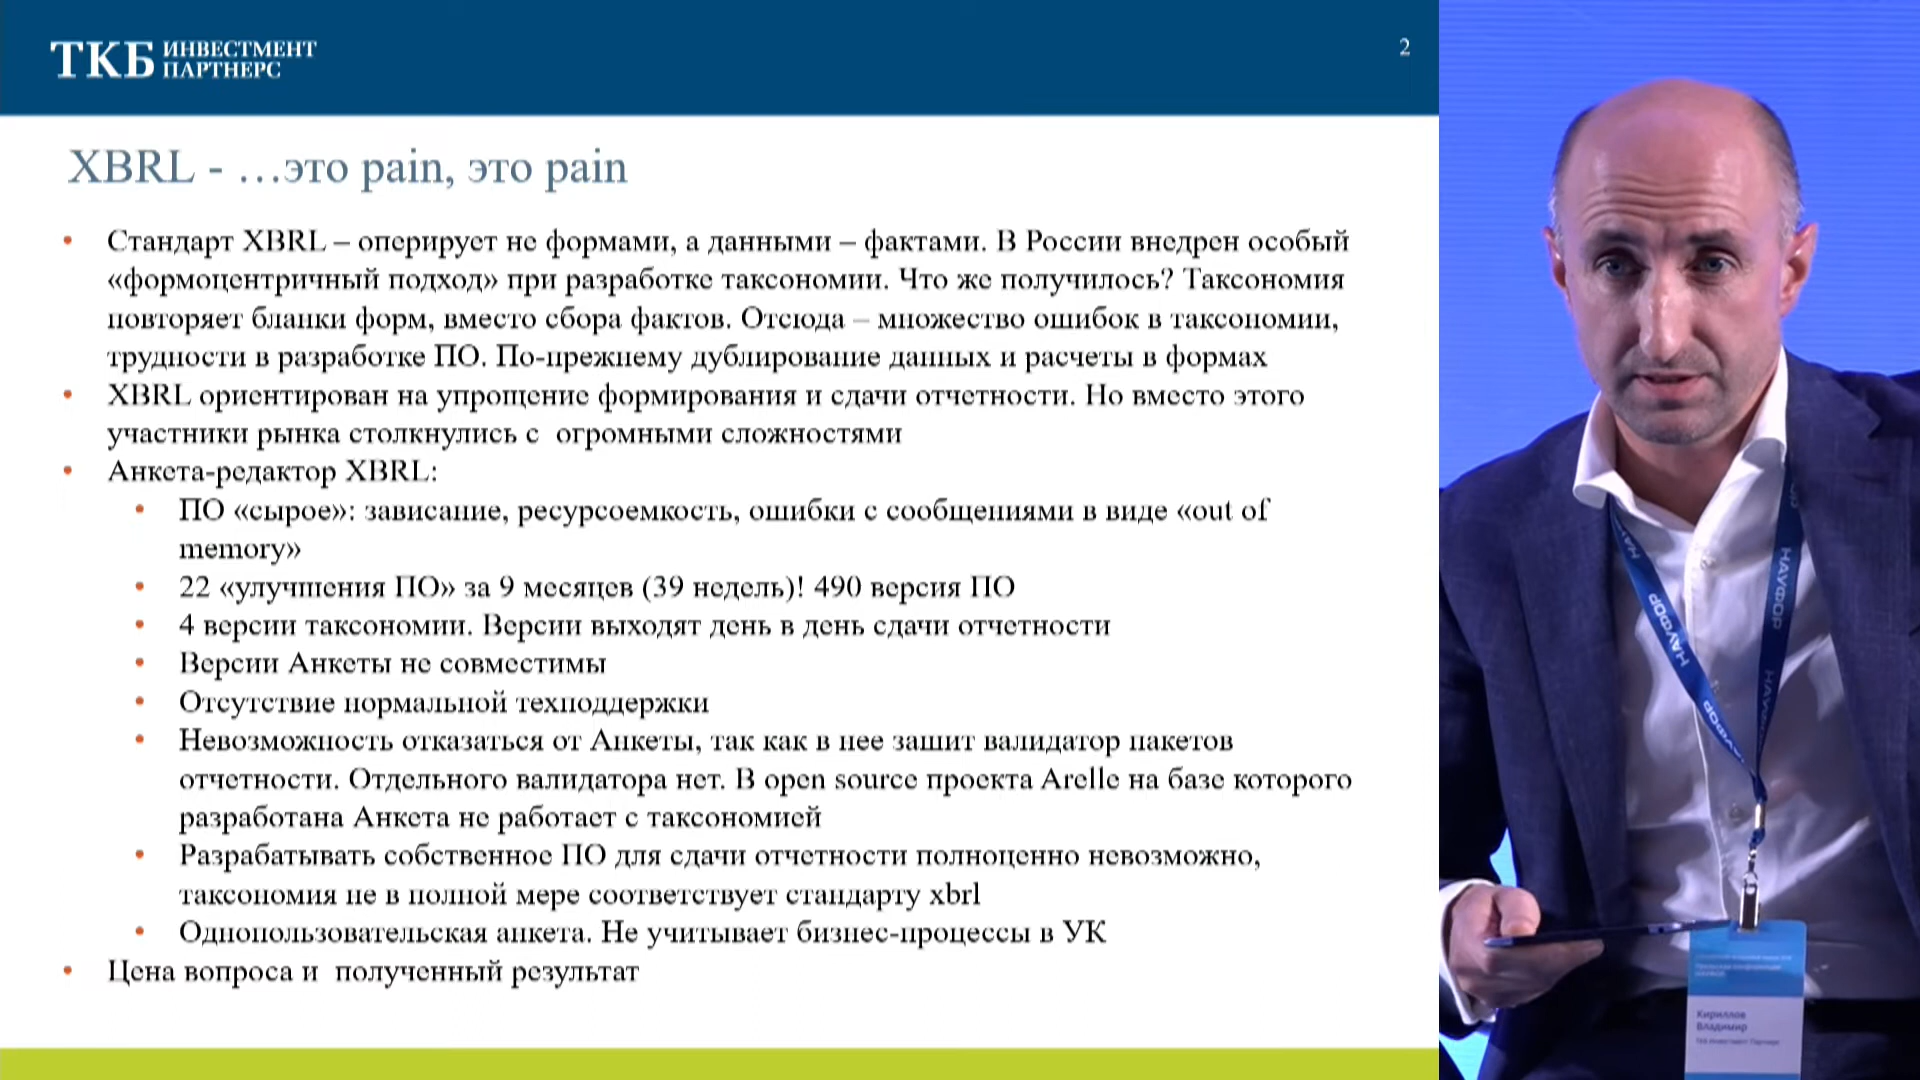 ТКБ ИНВЕСТМЕНТ
ПАРТНЕРС
2
XBRL - …это pain, это pain
• Стандарт XBRL – оперирует не формами, а данными – фактами. В России внедрен особый
«формоцентричный подход» при разработке таксономии. Что же получилось? Таксономия
повторяет бланки форм, вместо сбора фактов. Отсюда – множество ошибок в таксономии,
трудности в разработке ПО. По-прежнему дублирование данных и расчеты в формах
• XBRL ориентирован на упрощение формирования и сдачи отчетности. Но вместо этого
участники рынка столкнулись с огромными сложностями
• Анкета-редактор XBRL:
• ПО «сырое»: зависание, ресурсоемкость, ошибки с сообщениями в виде «out of
memory»
• 22 «улучшения ПО» за 9 месяцев (39 недель)! 490 версия ПО
• 4 версии таксономии. Версии выходят день в день сдачи отчетности
• Версии Анкеты не совместимы
• Отсутствие нормальной техподдержки
• Невозможность отказаться от Анкеты, так как в нее зашит валидатор пакетов
отчетности. Отдельного валидатора нет. В open source проекта Arelle на базе которого
разработана Анкета не работает с таксономией
• Разрабатывать собственное ПО для сдачи отчетности полноценно невозможно,
таксономия не в полной мере соответствует стандарту xbrl
• Однопользовательская анкета. Не учитывает бизнес-процессы в УК
• Цена вопроса и полученный результат
НАУФОР
НАУФОР
НАУФОР
Кириллов
Владимир